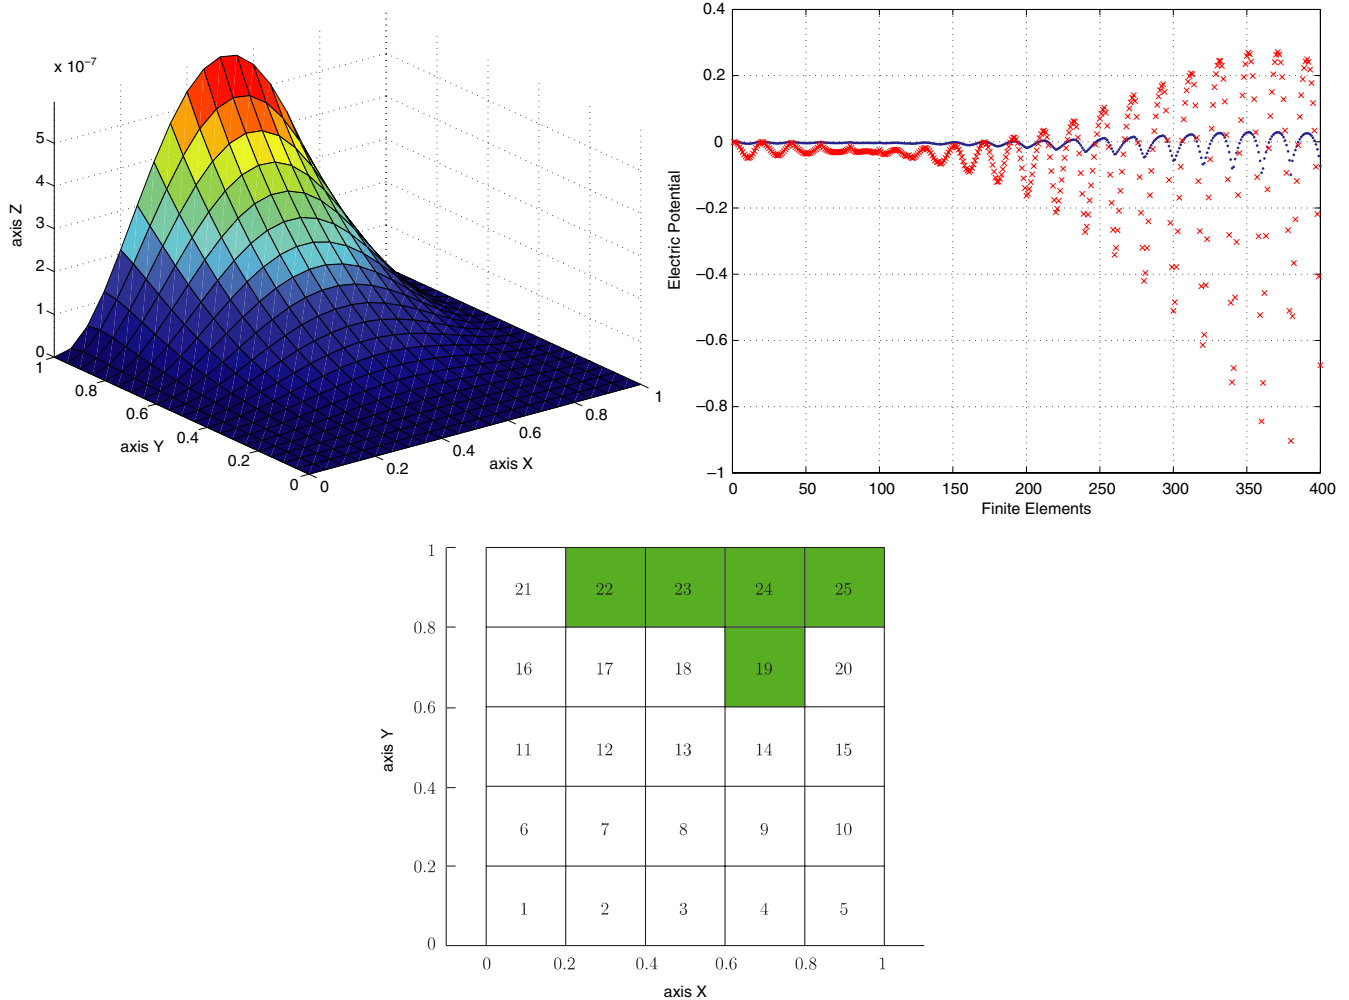 x 10⁻⁷
5
4
3
2
1
0
axis Z
1
0.8
0.6
0.4
0.2
0
axis Y
0
0.2
0.4
0.6
0.8
1
axis X
0.4
0.2
0
−0.2
−0.4
−0.6
−0.8
−1
Electric Potential
0 50 100 150 200 250 300 350 400
Finite Elements
1
0.8
0.6
0.4
0.2
0
axis Y
21 22 23 24 25
16 17 18 19 20
11 12 13 14 15
6 7 8 9 10
1 2 3 4 5
0 0.2 0.4 0.6 0.8 1
axis X